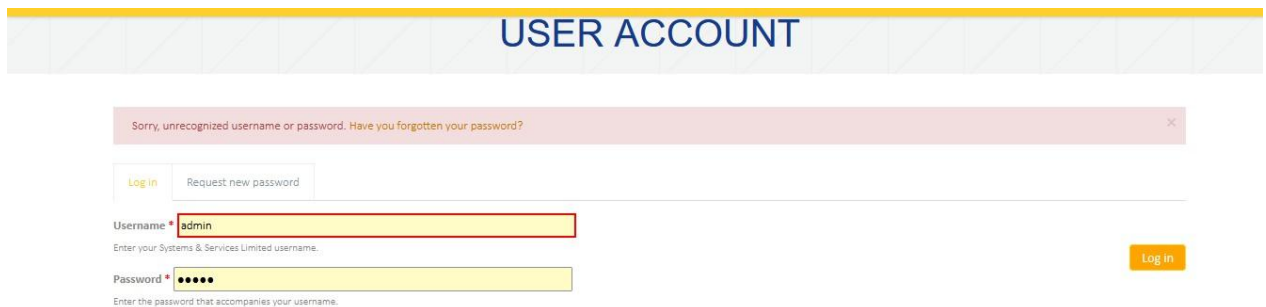 USER ACCOUNT
Sorry, unrecognized username or password. Have you forgotten your password?
×
Log in Request new password
Username * admin
Enter your Systems & Services Limited username.
Log in
Password * •••••
Enter the password that accompanies your username.